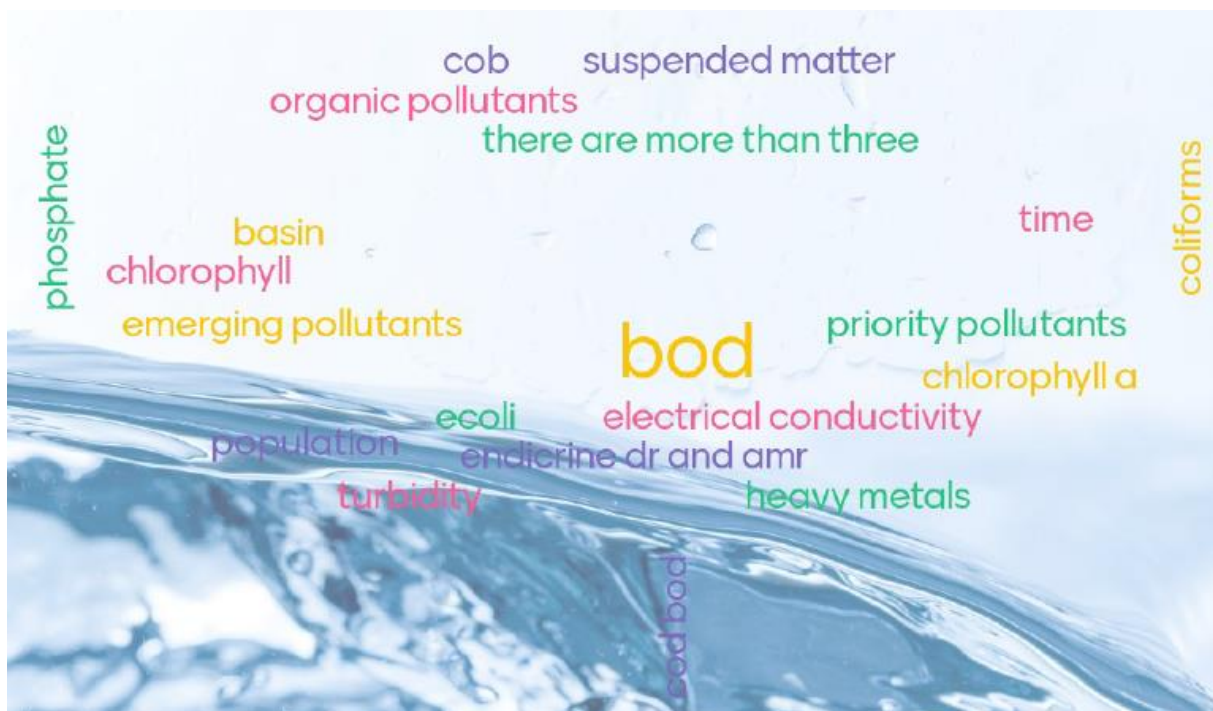 cob
suspended matter
organic pollutants
there are more than three
phosphate
coliforms
time
basin
chlorophyll
emerging pollutants
bod
priority pollutants
chlorophyll a
ecoli
electrical conductivity
population
endicrine dr and amr
turbidity
heavy metals
cod bod